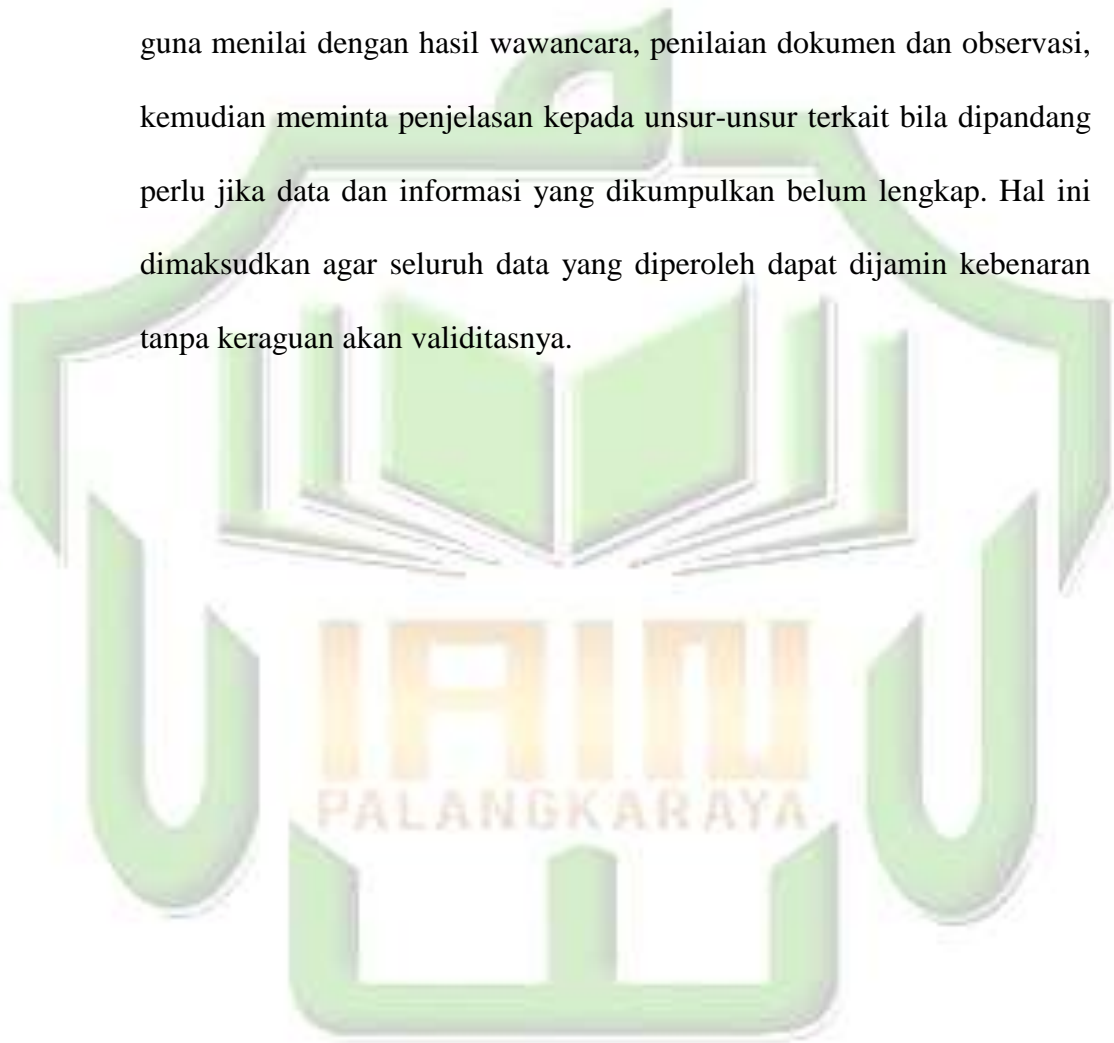 guna menilai dengan hasil wawancara, penilaian dokumen dan observasi,
kemudian meminta penjelasan kepada unsur-unsur terkait bila dipandang
perlu jika data dan informasi yang dikumpulkan belum lengkap. Hal ini
dimaksudkan agar seluruh data yang diperoleh dapat dijamin kebenaran
tanpa keraguan akan validitasnya.
IAIN
PALANGKARAYA